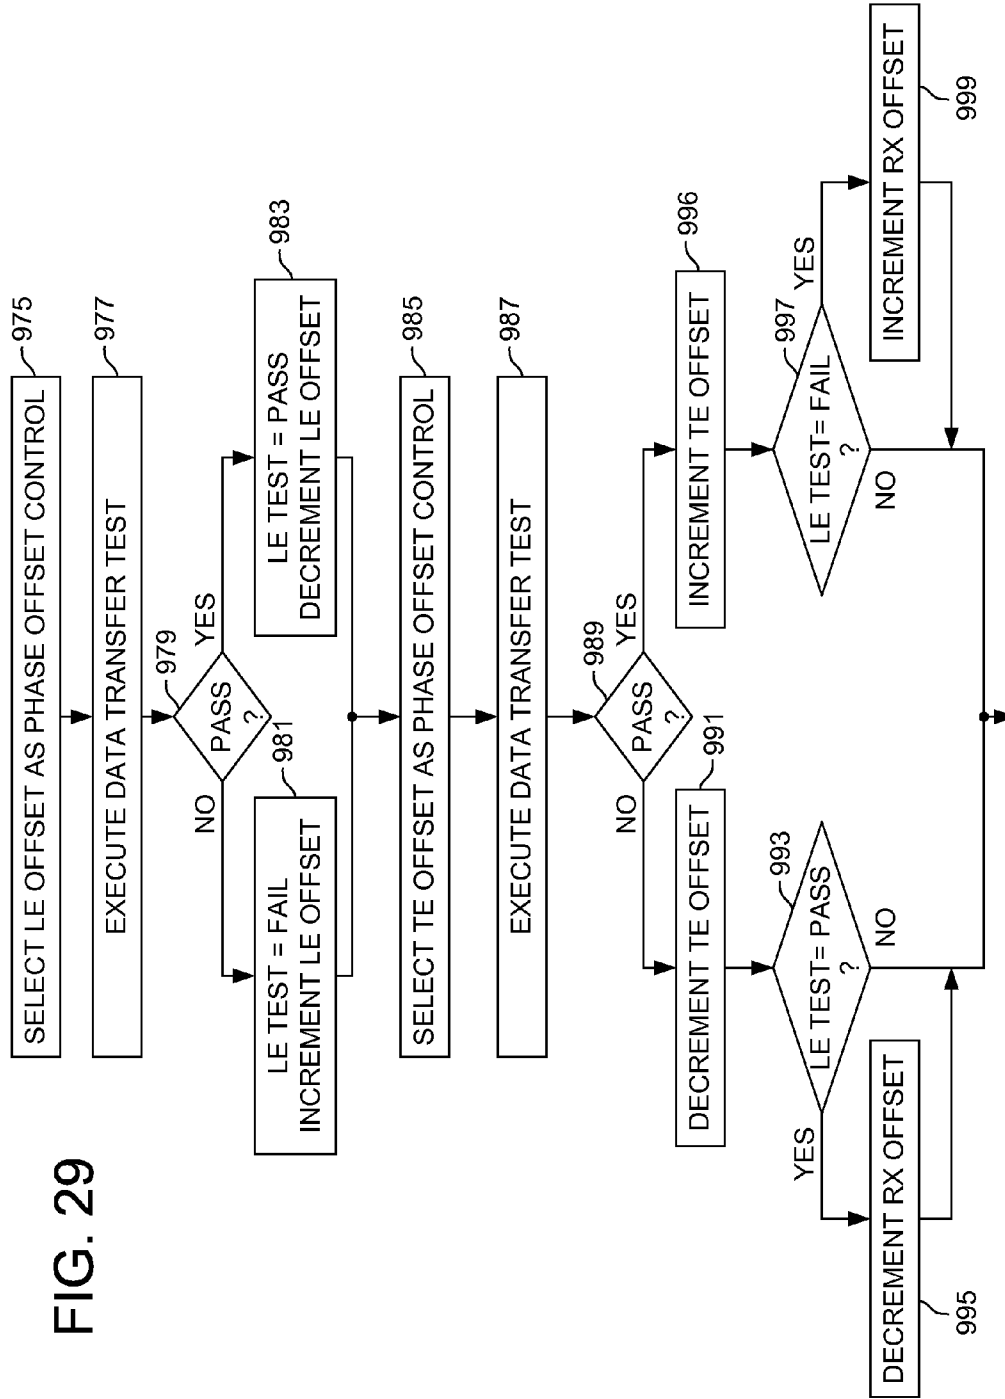 FIG. 29
SELECT LE OFFSET AS PHASE OFFSET CONTROL
975
EXECUTE DATA TRANSFER TEST
977
PASS
?
979
NO
YES
LE TEST = FAIL
INCREMENT LE OFFSET
981
LE TEST = PASS
DECREMENT LE OFFSET
983
SELECT TE OFFSET AS PHASE OFFSET CONTROL
985
EXECUTE DATA TRANSFER TEST
987
PASS
?
989
NO
YES
DECREMENT TE OFFSET
991
INCREMENT TE OFFSET
996
LE TEST= PASS
?
993
YES
NO
LE TEST= FAIL
?
997
NO
YES
DECREMENT RX OFFSET
995
INCREMENT RX OFFSET
999